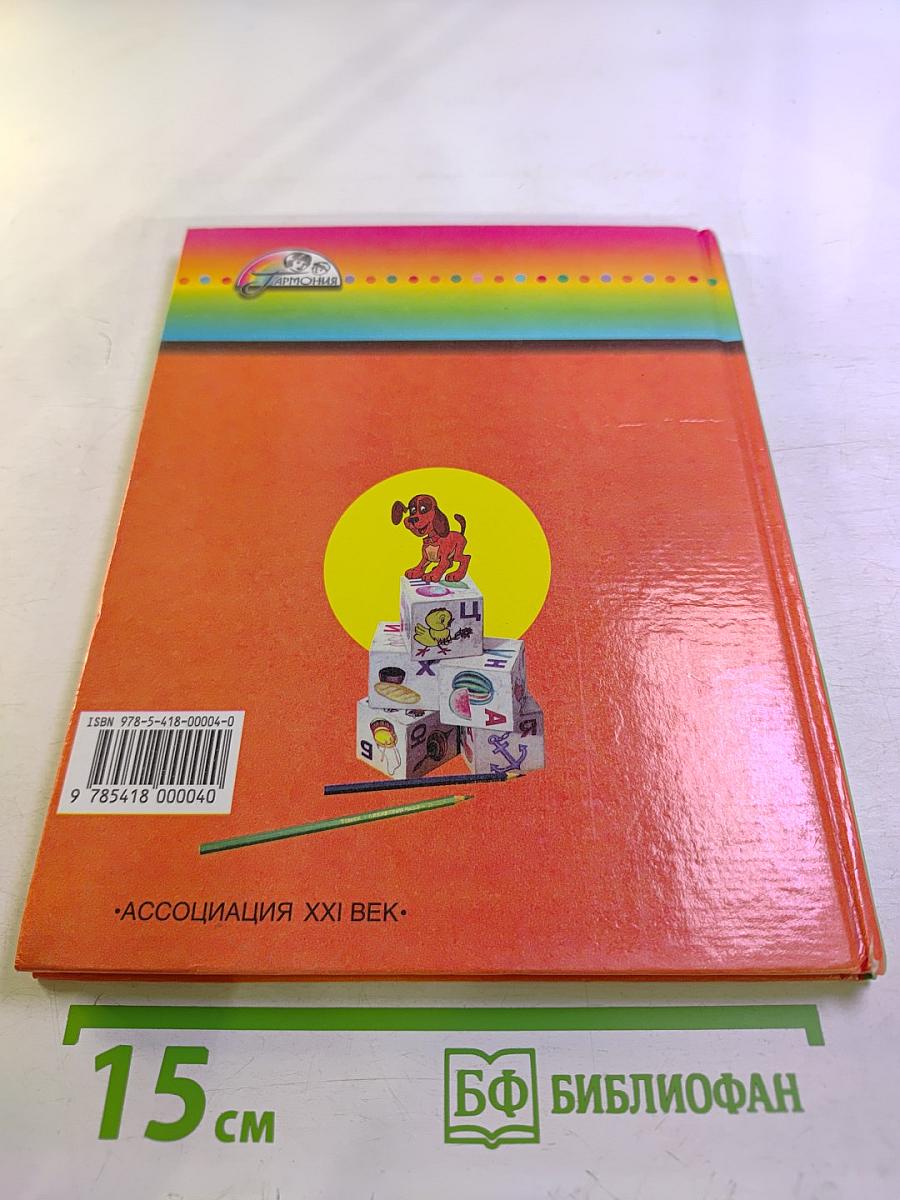 ГАРМОНИЯ
Ц
Й
Х
Н
А
Я
ISBN 978-5-418-00004-0
9 785418 000040
•АССОЦИАЦИЯ XXI ВЕК•
15 см
БФ БИБЛИОФАН